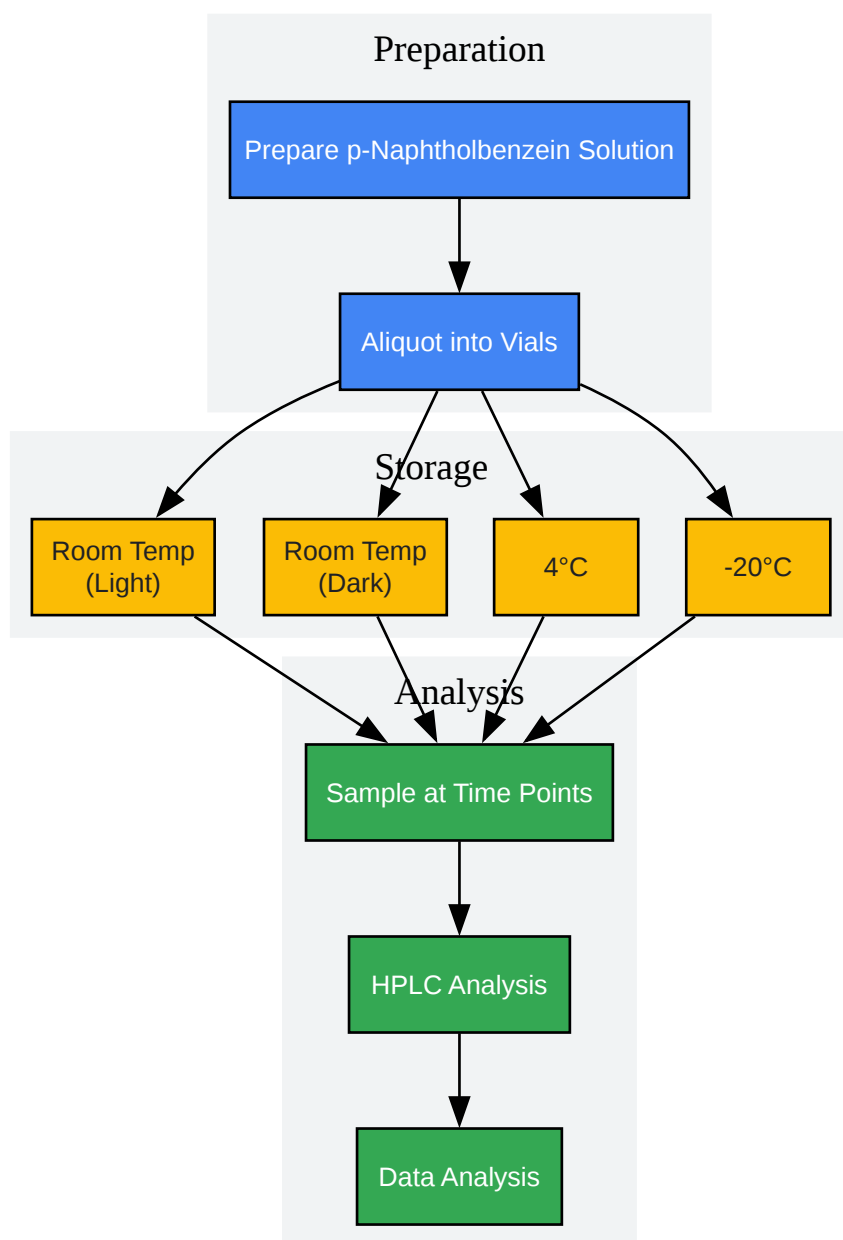 Preparation
Prepare p-Naphtholbenzein Solution
Aliquot into Vials
Storage
Room Temp
(Light)
Room Temp
(Dark)
4°C
-20°C
Analysis
Sample at Time Points
HPLC Analysis
Data Analysis